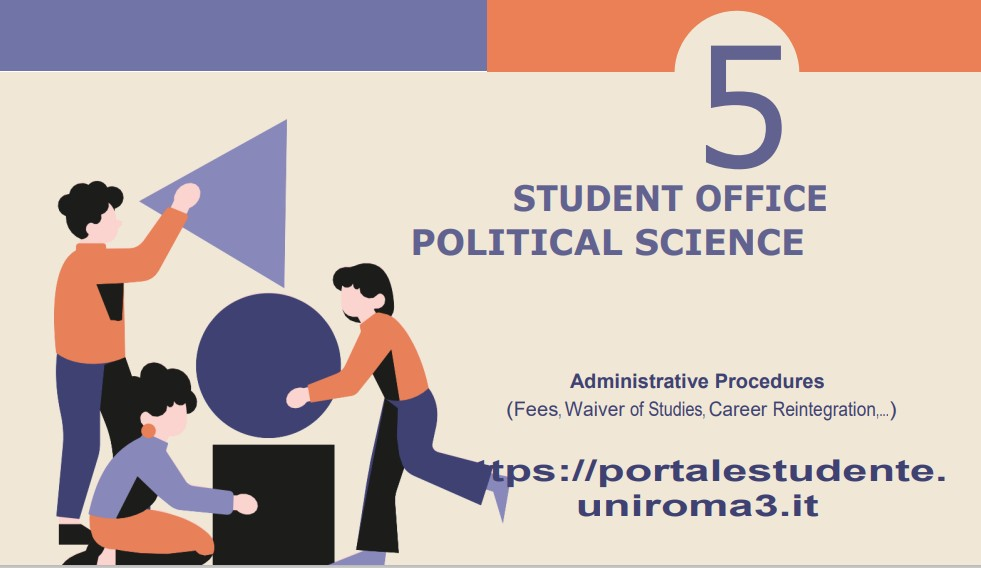 5
STUDENT OFFICE
POLITICAL SCIENCE
Administrative Procedures
(Fees, Waiver of Studies, Career Reintegration,...)
ttps://portalestudente.
uniroma3.it